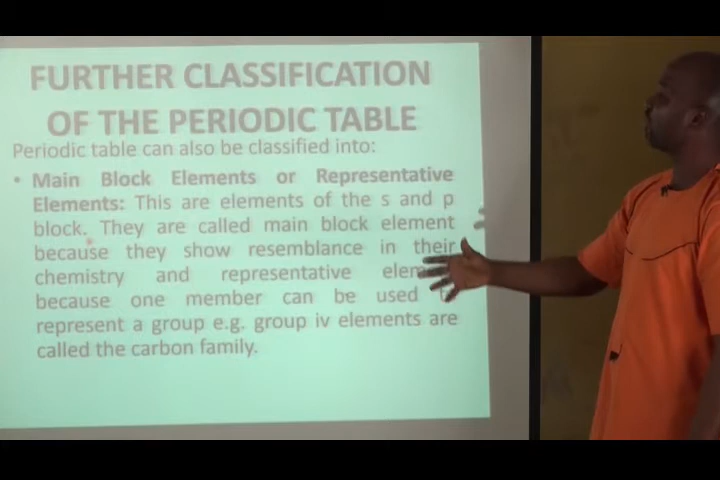 FURTHER CLASSIFICATION
OF THE PERIODIC TABLE
Periodic table can also be classified into:
• Main Block Elements or Representative
Elements: This are elements of the s and p
block. They are called main block element
because they show resemblance in their
chemistry and representative
because one member can be used
represent a group e.g. group iv elements are
called the carbon family.